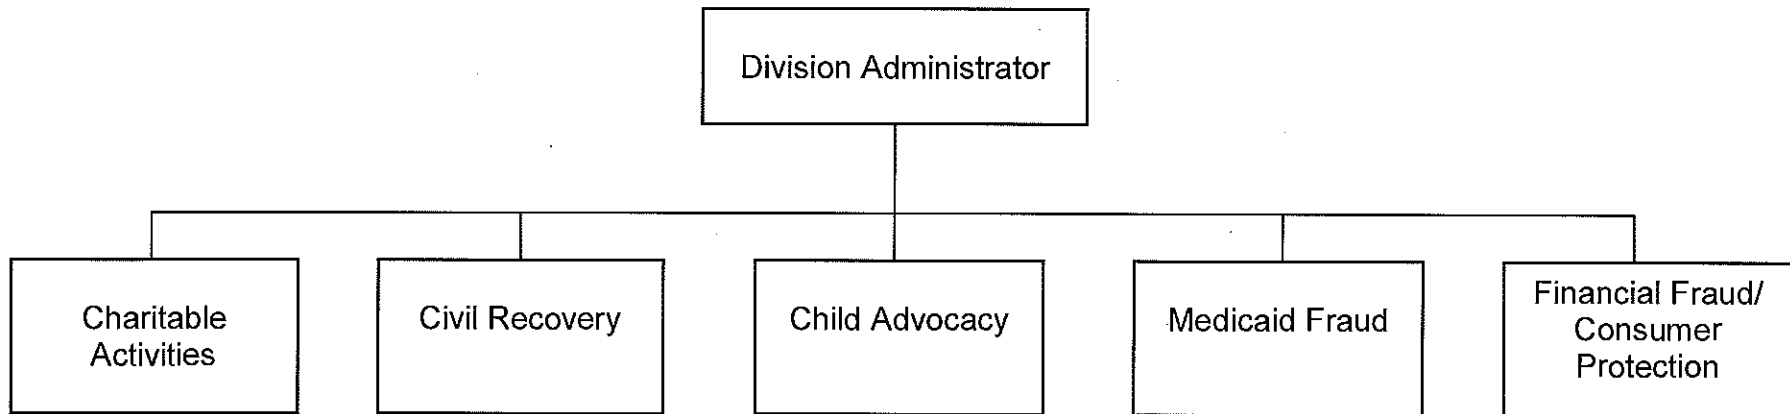 Division Administrator
Charitable
Activities
Civil Recovery
Child Advocacy
Medicaid Fraud
Financial Fraud/
Consumer
Protection